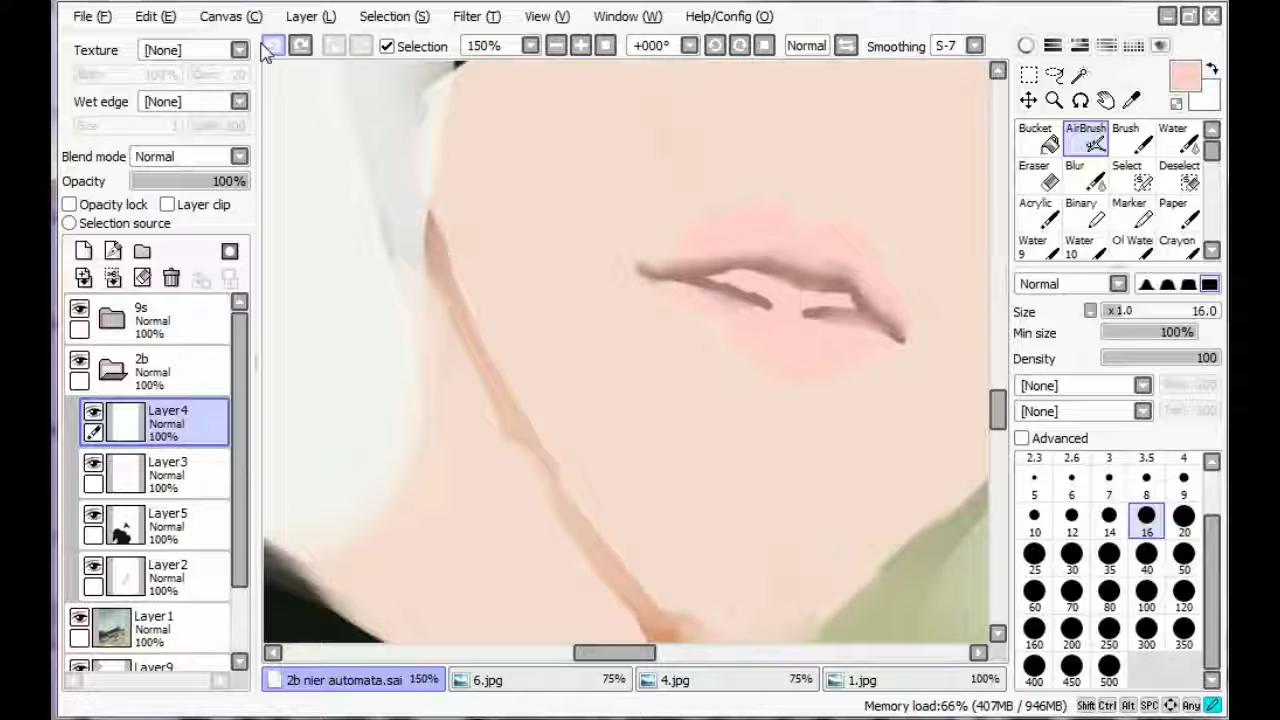 File (F) Edit (E) Canvas (C) Layer (L) Selection (S) Filter (T) View (V) Window (W) Help/Config (O)
Texture [None]
Selection 150% +000° Normal Smoothing S-7
Wet edge [None]
Blend mode Normal
Opacity 100%
Opacity lock Layer clip
Selection source
9s
Normal
100%
2b
Normal
100%
Layer4
Normal
100%
Layer3
Normal
100%
Layer5
Normal
100%
Layer2
Normal
100%
Layer1
Normal
100%
Layer9
2b nier automata.sai 150% 6.jpg 75% 4.jpg 75% 1.jpg 100%
Bucket AirBrush Brush Water
Eraser Blur Select Deselect
Acrylic Binary Marker Paper
Water 9 Water 10 Ol Wate Crayon
Normal
Size x1.0 16.0
Min size 100%
Density 100
[None]
[None]
Advanced
2.3 2.6 3 3.5 4
5 6 7 8 9
10 12 14 16 20
25 30 35 40 50
60 70 80 100 120
160 200 250 300 350
400 450 500
Memory load:66% (407MB / 946MB) Shift Ctrl Alt SPC Any